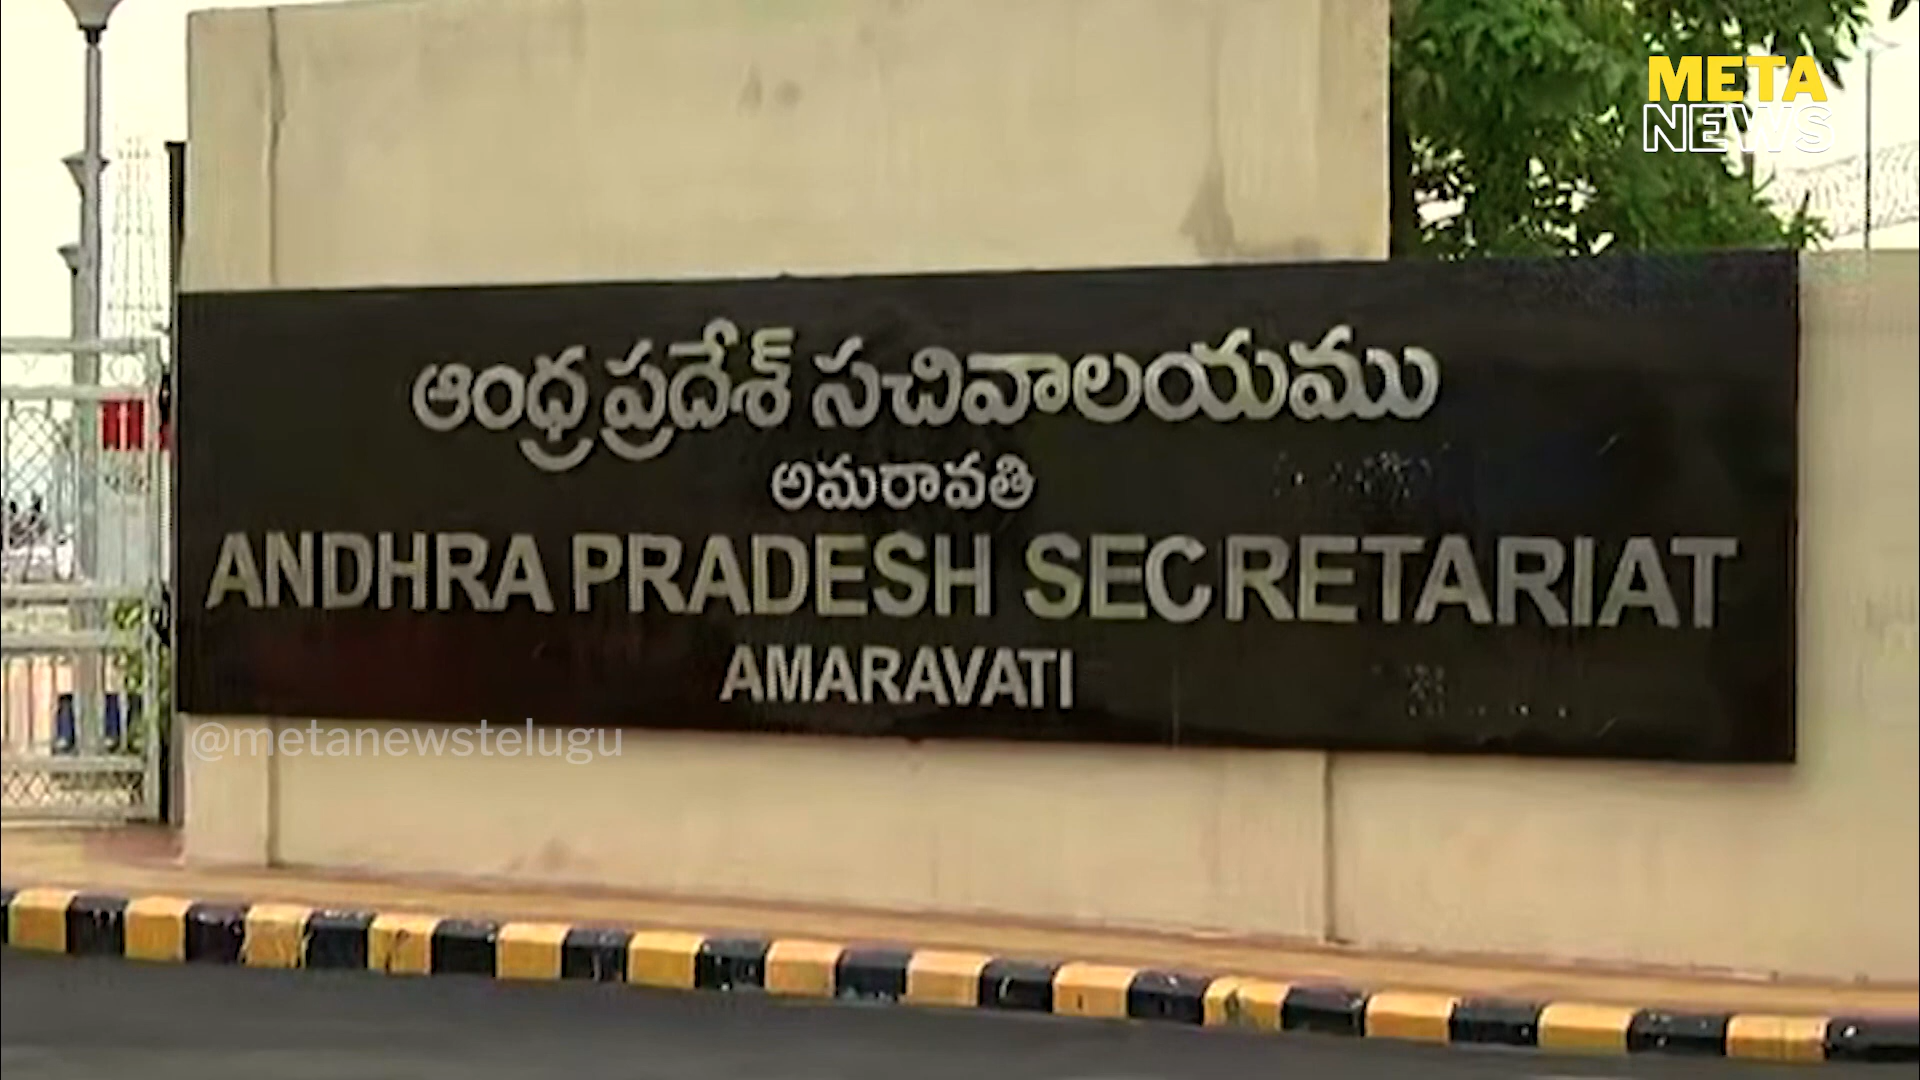 META
NEWS
ఆంధ్ర ప్రదేశ్ సచివాలయము
అమరావతి
ANDHRA PRADESH SECRETARIAT
AMARAVATI
@metanewstelugu